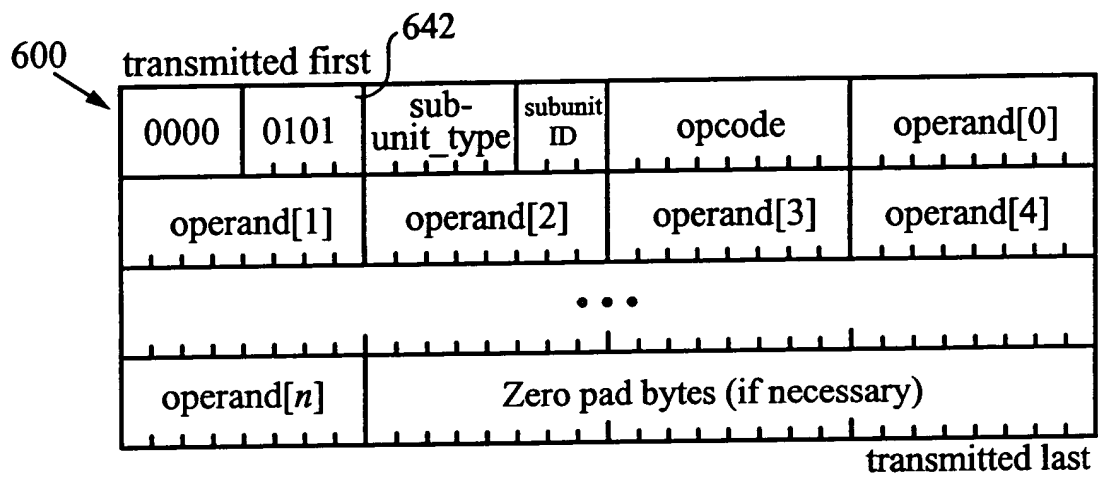 642
600
transmitted first
0000 0101 sub-
unit_type subunit
ID opcode operand[0]
operand[1] operand[2] operand[3] operand[4]
• • •
operand[n] Zero pad bytes (if necessary)
transmitted last